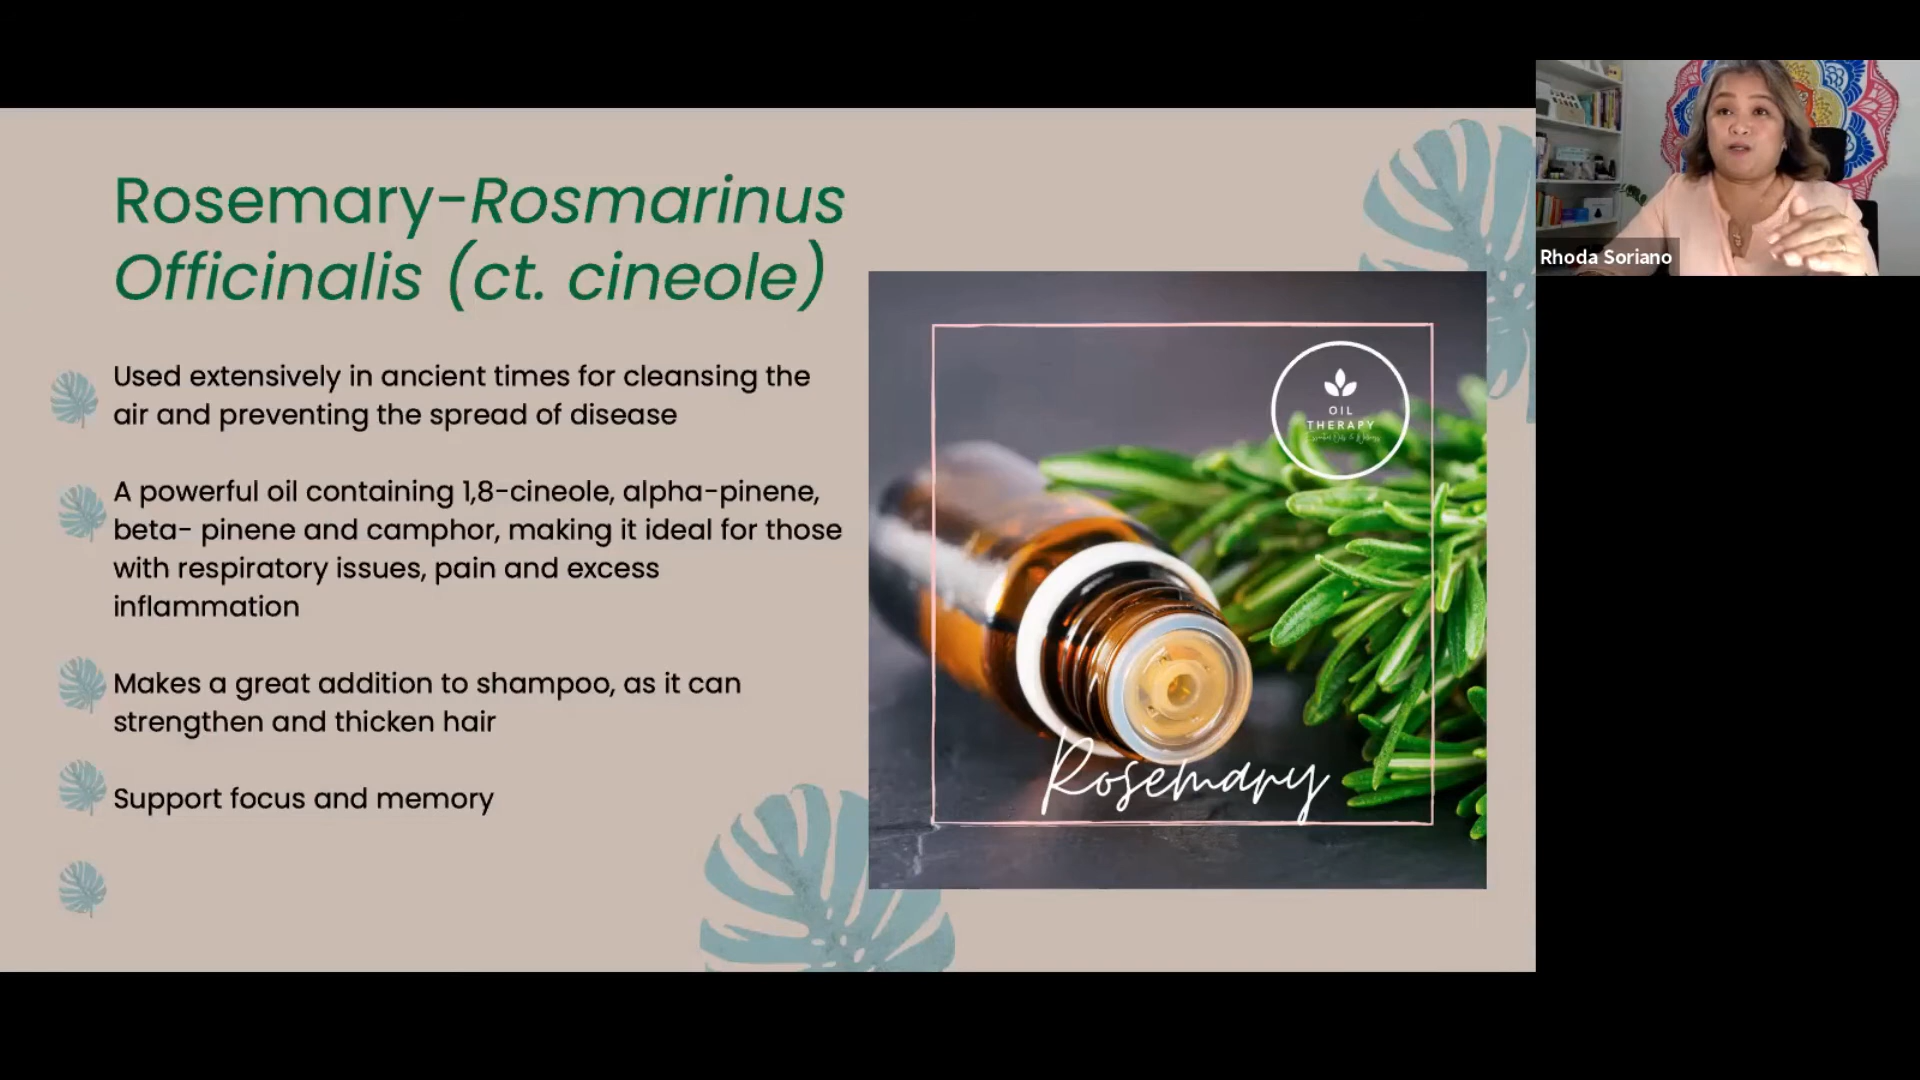 Rosemary-Rosmarinus
Officinalis (ct. cineole)
Used extensively in ancient times for cleansing the
air and preventing the spread of disease
A powerful oil containing 1,8-cineole, alpha-pinene,
beta- pinene and camphor, making it ideal for those
with respiratory issues, pain and excess
inflammation
Makes a great addition to shampoo, as it can
strengthen and thicken hair
Support focus and memory
OIL
THERAPY
Essential Oils & Wellness
Rosemary
Rhoda Soriano